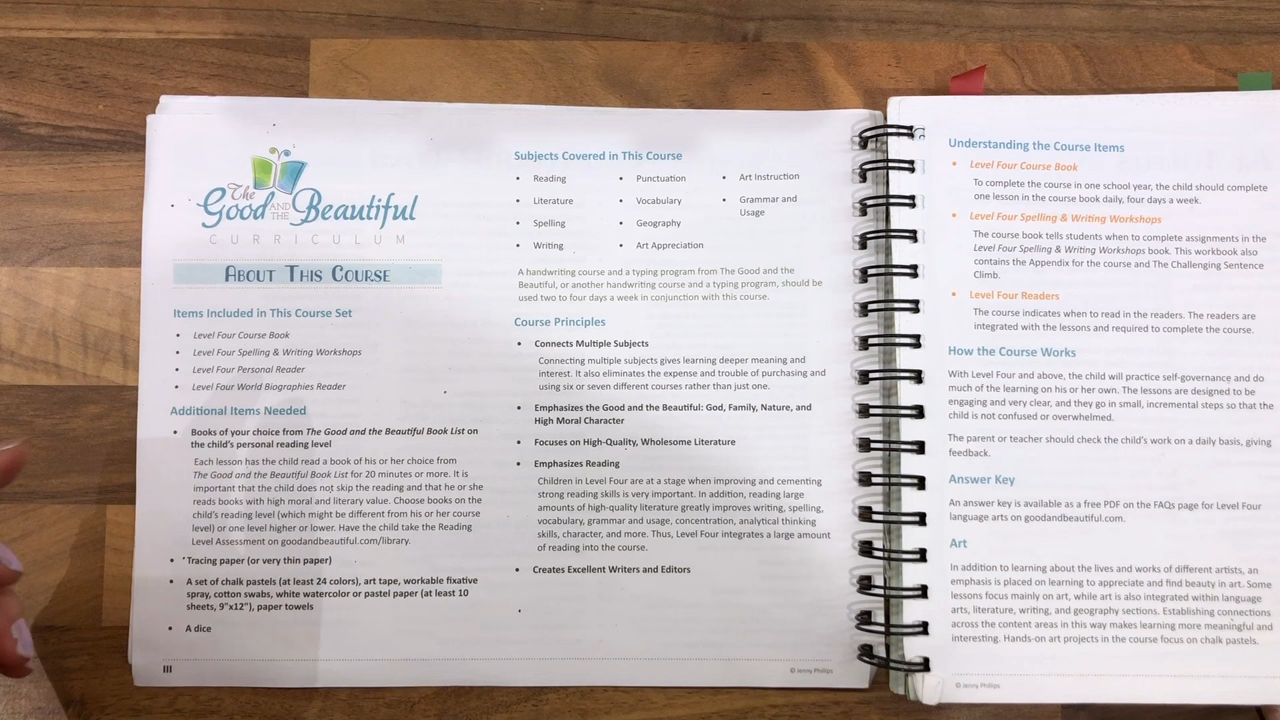 The
Good AND THE Beautiful
CURRICULUM
ABOUT THIS COURSE
Items Included in This Course Set
• Level Four Course Book
• Level Four Spelling & Writing Workshops
• Level Four Personal Reader
• Level Four World Biographies Reader
Additional Items Needed
• Books of your choice from The Good and the Beautiful Book List on
the child's personal reading level
Each lesson has the child read a book of his or her choice from
The Good and the Beautiful Book List for 20 minutes or more. It is
important that the child does not skip the reading and that he or she
reads books with high moral and literary value. Choose books on the
child's reading level (which might be different from his or her course
level) or one level higher or lower. Have the child take the Reading
Level Assessment on goodandbeautiful.com/library.
• Tracing paper (or very thin paper)
• A set of chalk pastels (at least 24 colors), art tape, workable fixative
spray, cotton swabs, white watercolor or pastel paper (at least 10
sheets, 9"x12"), paper towels
• A dice
III
Subjects Covered in This Course
• Reading
• Literature
• Spelling
• Writing
• Punctuation
• Vocabulary
• Geography
• Art Appreciation
• Art Instruction
• Grammar and
Usage
A handwriting course and a typing program from The Good and the
Beautiful, or another handwriting course and a typing program, should be
used two to four days a week in conjunction with this course.
Course Principles
• Connects Multiple Subjects
Connecting multiple subjects gives learning deeper meaning and
interest. It also eliminates the expense and trouble of purchasing and
using six or seven different courses rather than just one.
• Emphasizes the Good and the Beautiful: God, Family, Nature, and
High Moral Character
• Focuses on High-Quality, Wholesome Literature
• Emphasizes Reading
Children in Level Four are at a stage when improving and cementing
strong reading skills is very important. In addition, reading large
amounts of high-quality literature greatly improves writing, spelling,
vocabulary, grammar and usage, concentration, analytical thinking
skills, character, and more. Thus, Level Four integrates a large amount
of reading into the course.
• Creates Excellent Writers and Editors
© Jenny Phillips
Understanding the Course Items
• Level Four Course Book
To complete the course in one school year, the child should complete
one lesson in the course book daily, four days a week.
• Level Four Spelling & Writing Workshops
The course book tells students when to complete assignments in the
Level Four Spelling & Writing Workshops book. This workbook also
contains the Appendix for the course and The Challenging Sentence
Climb.
• Level Four Readers
The course indicates when to read in the readers. The readers are
integrated with the lessons and required to complete the course.
How the Course Works
With Level Four and above, the child will practice self-governance and do
much of the learning on his or her own. The lessons are designed to be
engaging and very clear, and they go in small, incremental steps so that the
child is not confused or overwhelmed.
The parent or teacher should check the child's work on a daily basis, giving
feedback.
Answer Key
An answer key is available as a free PDF on the FAQs page for Level Four
language arts on goodandbeautiful.com.
Art
In addition to learning about the lives and works of different artists, an
emphasis is placed on learning to appreciate and find beauty in art. Some
lessons focus mainly on art, while art is also integrated within language
arts, literature, writing, and geography sections. Establishing connections
across the content areas in this way makes learning more meaningful and
interesting. Hands-on art projects in the course focus on chalk pastels.
© Jenny Phillips